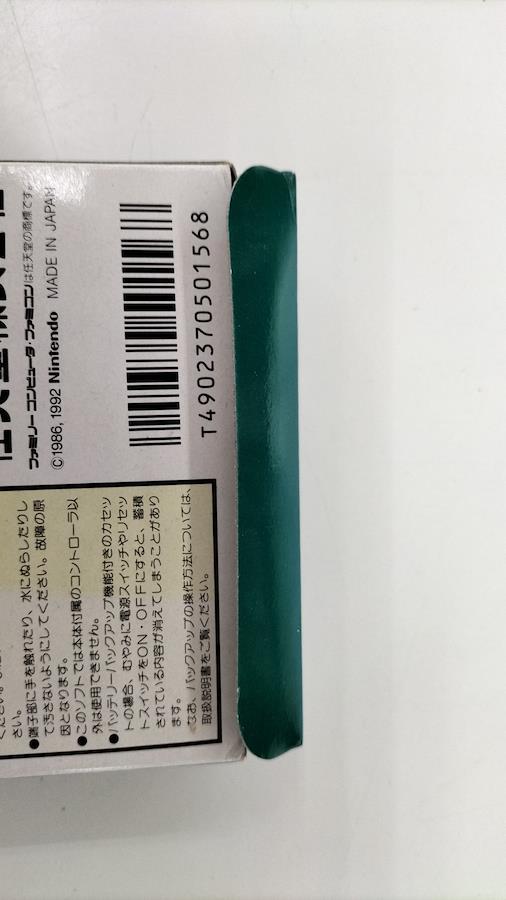 ファミリーコンピュータ・ファミコンは任天堂の商標です。
©1986, 1992 Nintendo MADE IN JAPAN
T4902370501568
さい。
●端子部に手を触れたり、水にぬらしたりし
て汚さないようにしてください。故障の原
因となります。
●このソフトでは本体付属のコントローラ以
外は使用できません。
●バッテリーバックアップ機能付きのカセッ
トの場合、むやみに電源スイッチやリセッ
トスイッチをON・OFFにすると、蓄積
されている内容が消えてしまうことがあり
ます。
なお、バックアップの操作方法については、
取扱説明書をご覧ください。